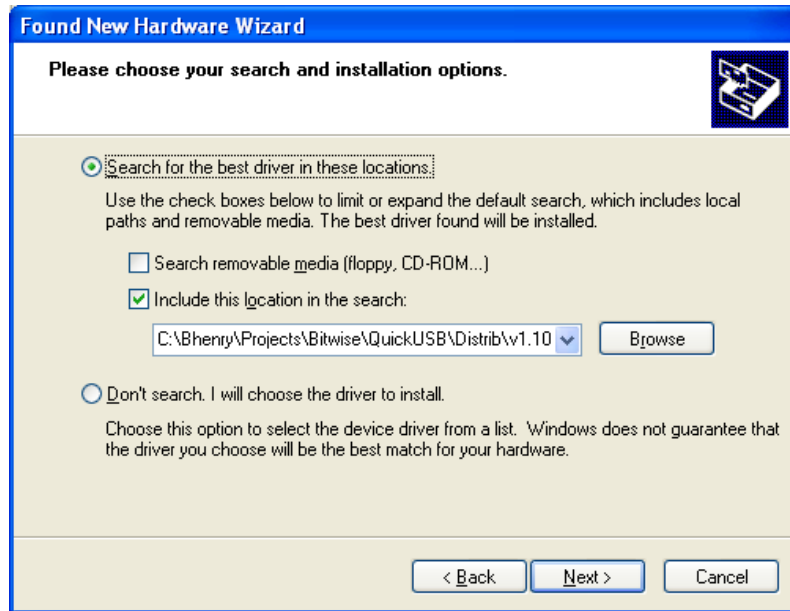 Found New Hardware Wizard
Please choose your search and installation options.
Search for the best driver in these locations.
Use the check boxes below to limit or expand the default search, which includes local
paths and removable media. The best driver found will be installed.
Search removable media (floppy, CD-ROM...)
Include this location in the search:
C:\Bhenry\Projects\Bitwise\QuickUSB\Distrib\v1.10
Browse
Don't search. I will choose the driver to install.
Choose this option to select the device driver from a list. Windows does not guarantee that
the driver you choose will be the best match for your hardware.
< Back
Next >
Cancel